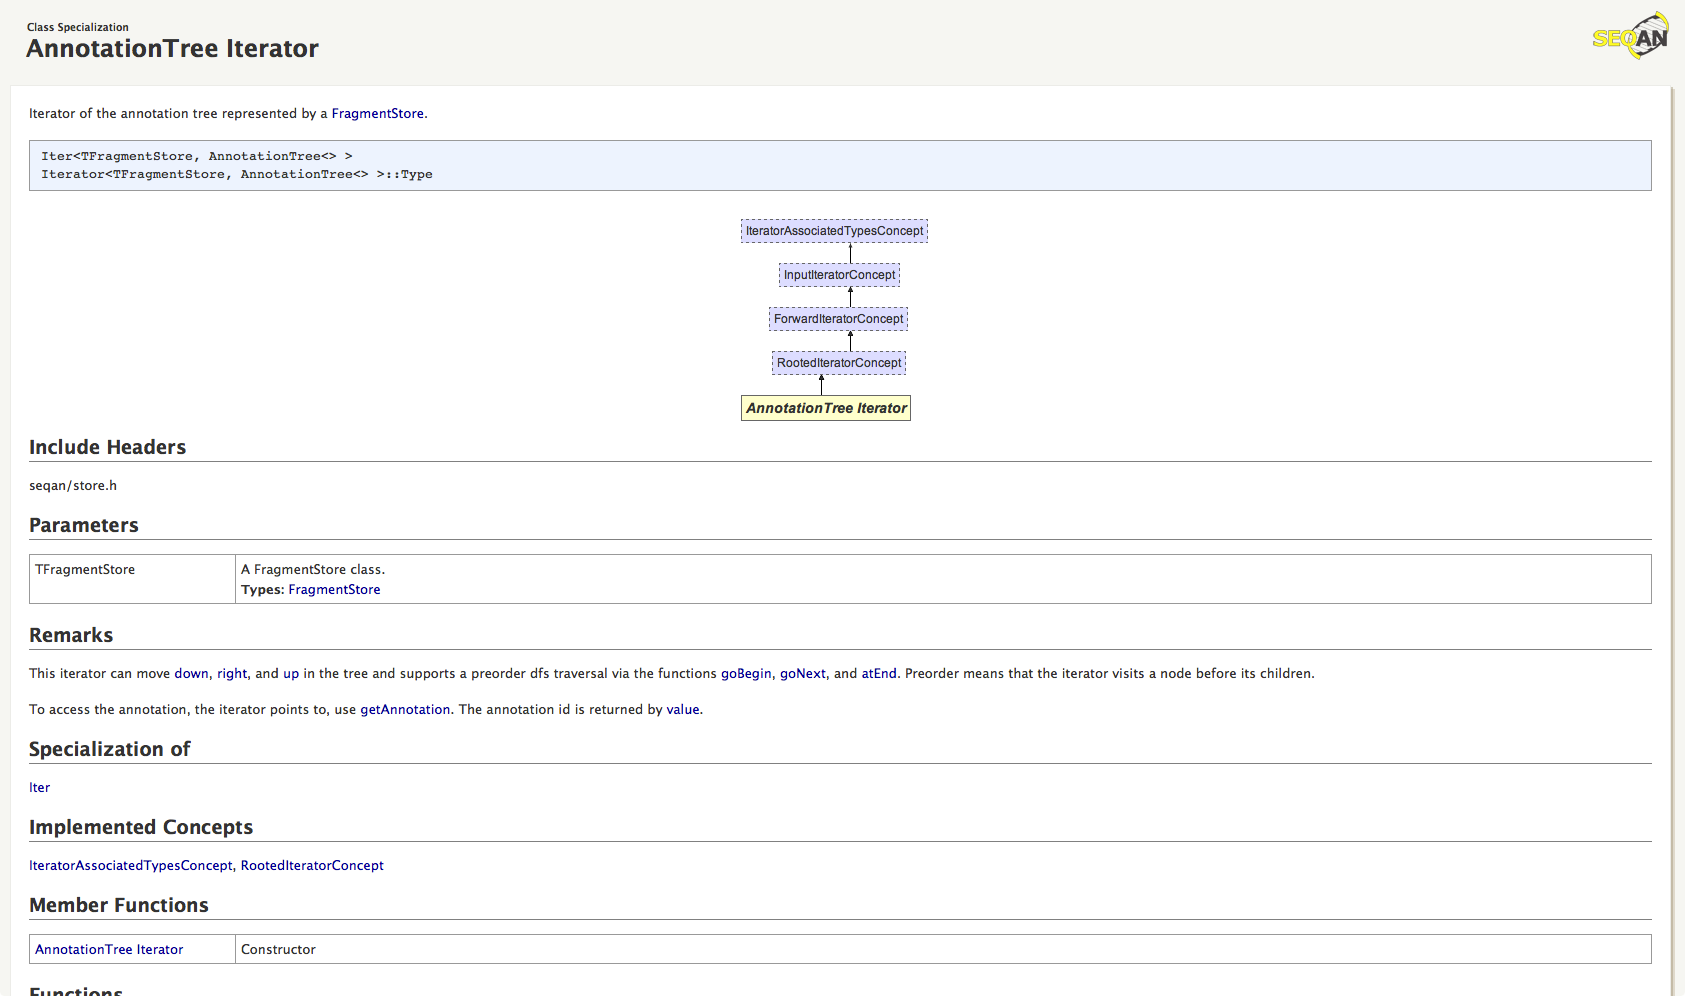 Class Specialization
AnnotationTree Iterator
SEQAN
Iterator of the annotation tree represented by a FragmentStore.
Iter<TFragmentStore, AnnotationTree<> >
Iterator<TFragmentStore, AnnotationTree<> >::Type
IteratorAssociatedTypesConcept
InputIteratorConcept
ForwardIteratorConcept
RootedIteratorConcept
AnnotationTree Iterator
Include Headers
seqan/store.h
Parameters
TFragmentStore
A FragmentStore class.
Types: FragmentStore
Remarks
This iterator can move down, right, and up in the tree and supports a preorder dfs traversal via the functions goBegin, goNext, and atEnd. Preorder means that the iterator visits a node before its children.
To access the annotation, the iterator points to, use getAnnotation. The annotation id is returned by value.
Specialization of
Iter
Implemented Concepts
IteratorAssociatedTypesConcept, RootedIteratorConcept
Member Functions
AnnotationTree Iterator
Constructor
Functions